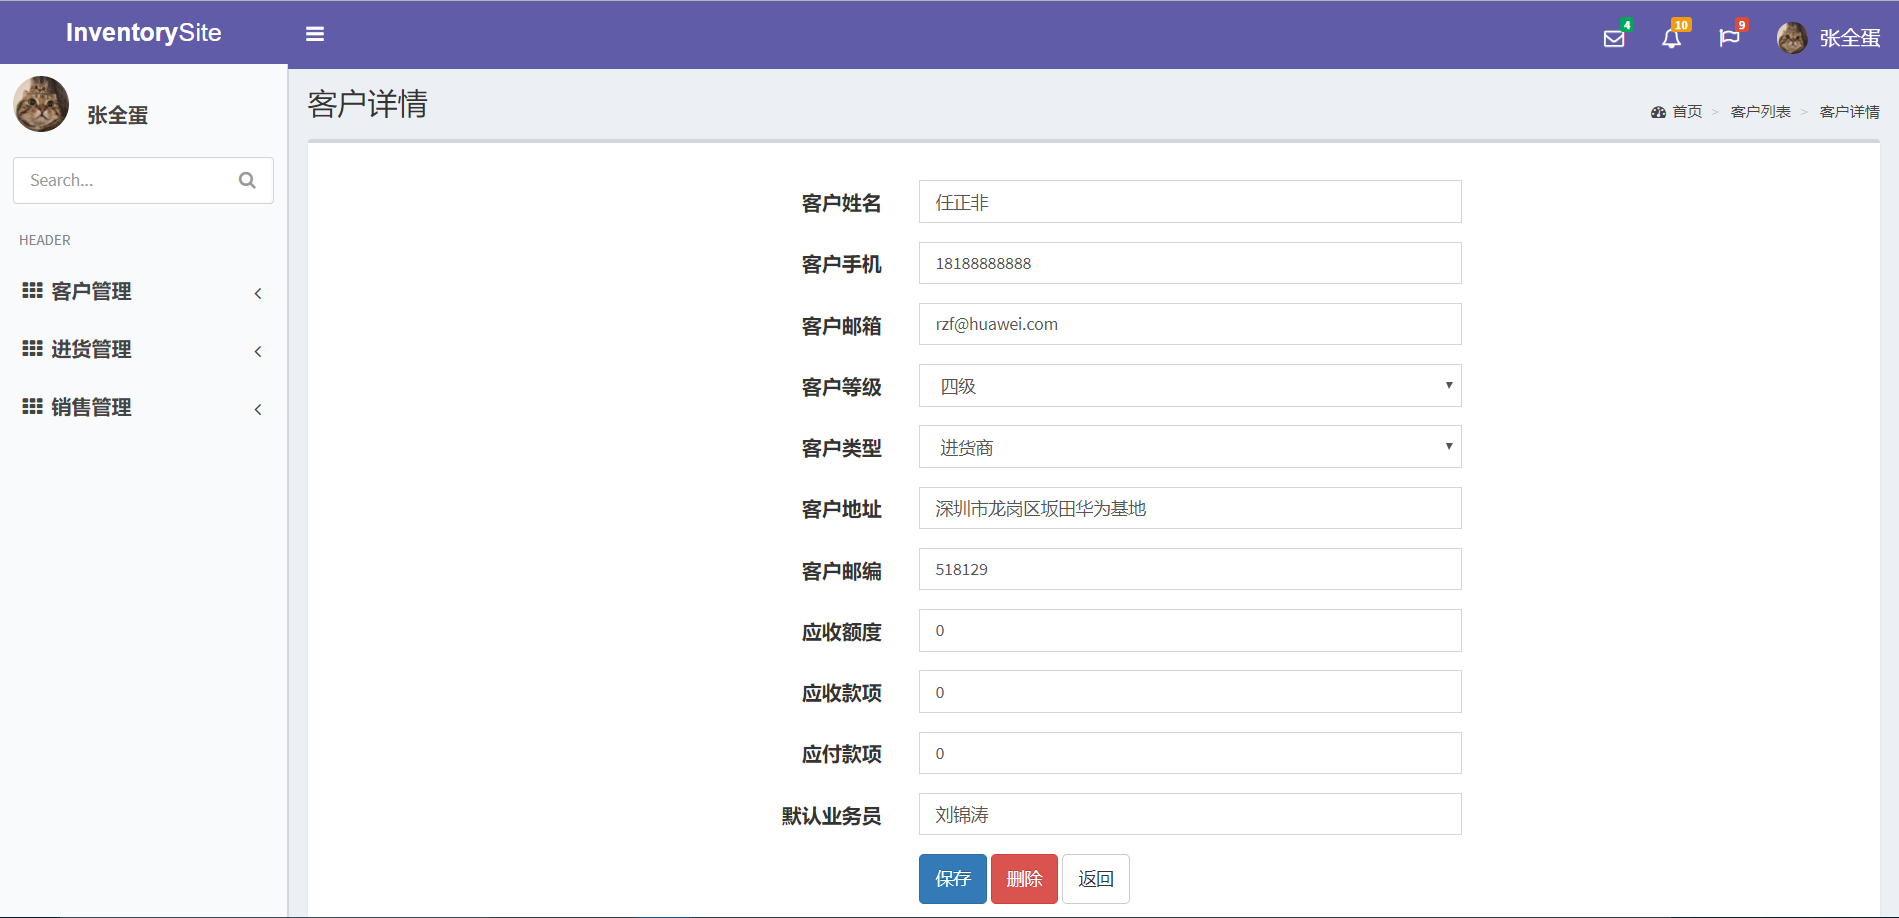 InventorySite
4
10
9
张全蛋
张全蛋
Search...
HEADER
客户管理
进货管理
销售管理
客户详情
首页 > 客户列表 > 客户详情
客户姓名 任正非
客户手机 18188888888
客户邮箱 rzf@huawei.com
客户等级 四级
客户类型 进货商
客户地址 深圳市龙岗区坂田华为基地
客户邮编 518129
应收额度 0
应收款项 0
应付款项 0
默认业务员 刘锦涛
保存 删除 返回